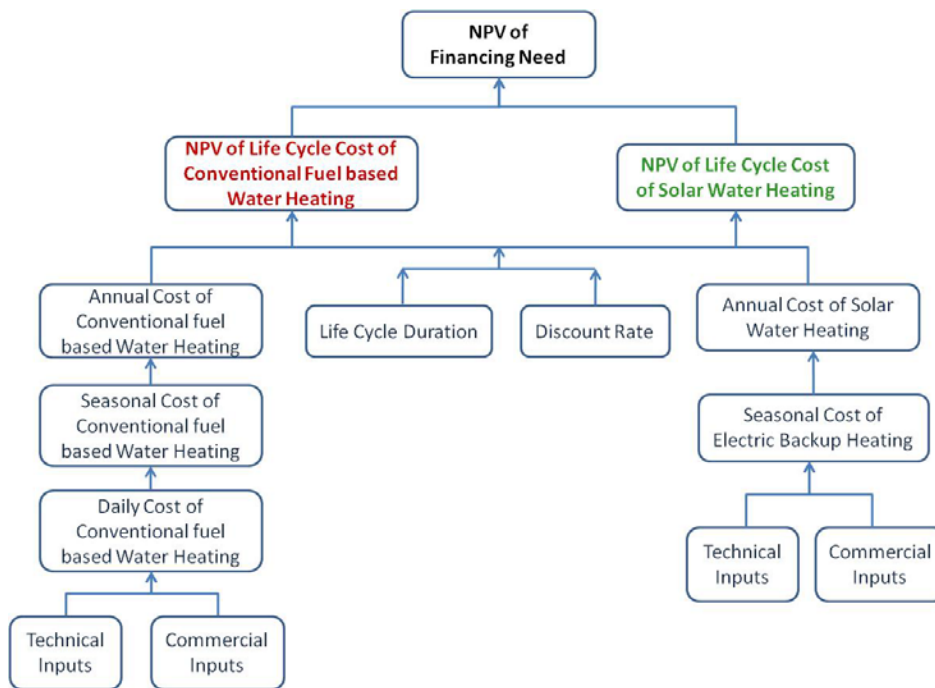 NPV of
Financing Need
NPV of Life Cycle Cost of
Conventional Fuel based
Water Heating
NPV of Life Cycle Cost
of Solar Water Heating
Annual Cost of
Conventional fuel
based Water Heating
Life Cycle Duration
Discount Rate
Annual Cost of Solar
Water Heating
Seasonal Cost of
Conventional fuel
based Water Heating
Seasonal Cost of
Electric Backup Heating
Daily Cost of
Conventional fuel
based Water Heating
Technical
Inputs
Commercial
Inputs
Technical
Inputs
Commercial
Inputs